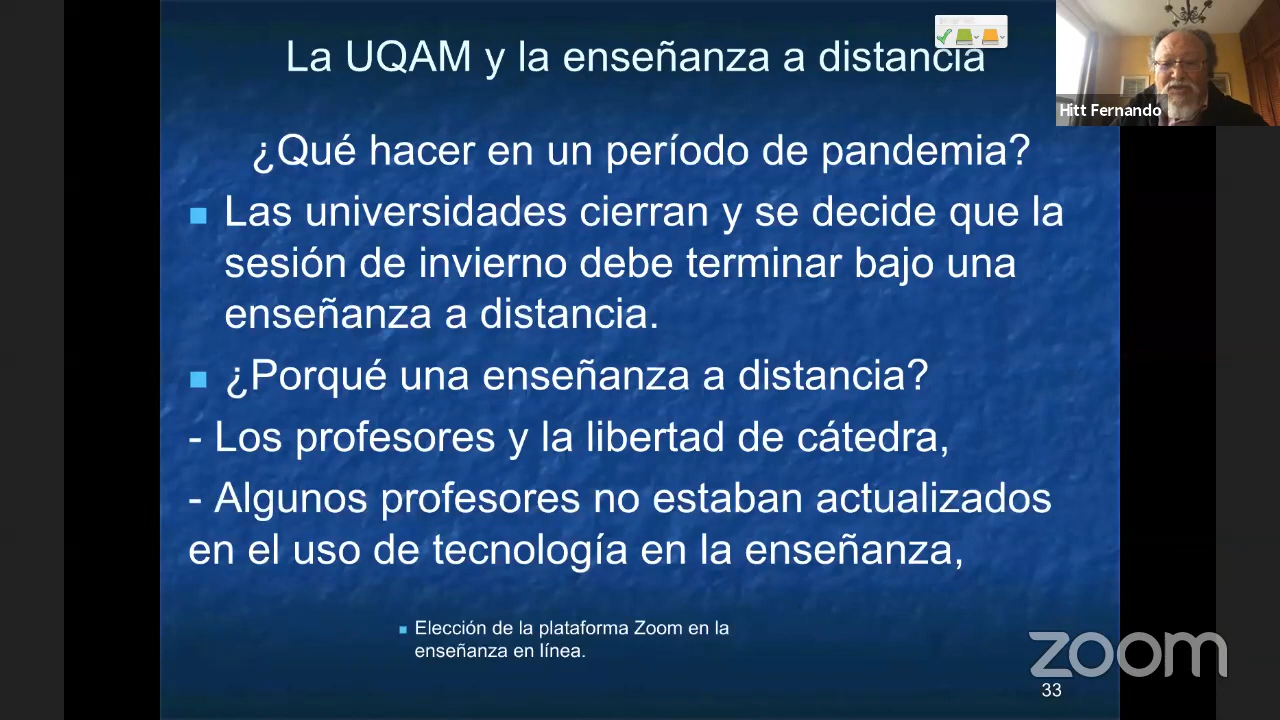 La UQAM y la enseñanza a distancia
Hitt Fernando
¿Qué hacer en un período de pandemia?
Las universidades cierran y se decide que la
sesión de invierno debe terminar bajo una
enseñanza a distancia.
¿Porqué una enseñanza a distancia?
- Los profesores y la libertad de cátedra,
- Algunos profesores no estaban actualizados
en el uso de tecnología en la enseñanza,
Elección de la plataforma Zoom en la
enseñanza en línea.
zoom
33